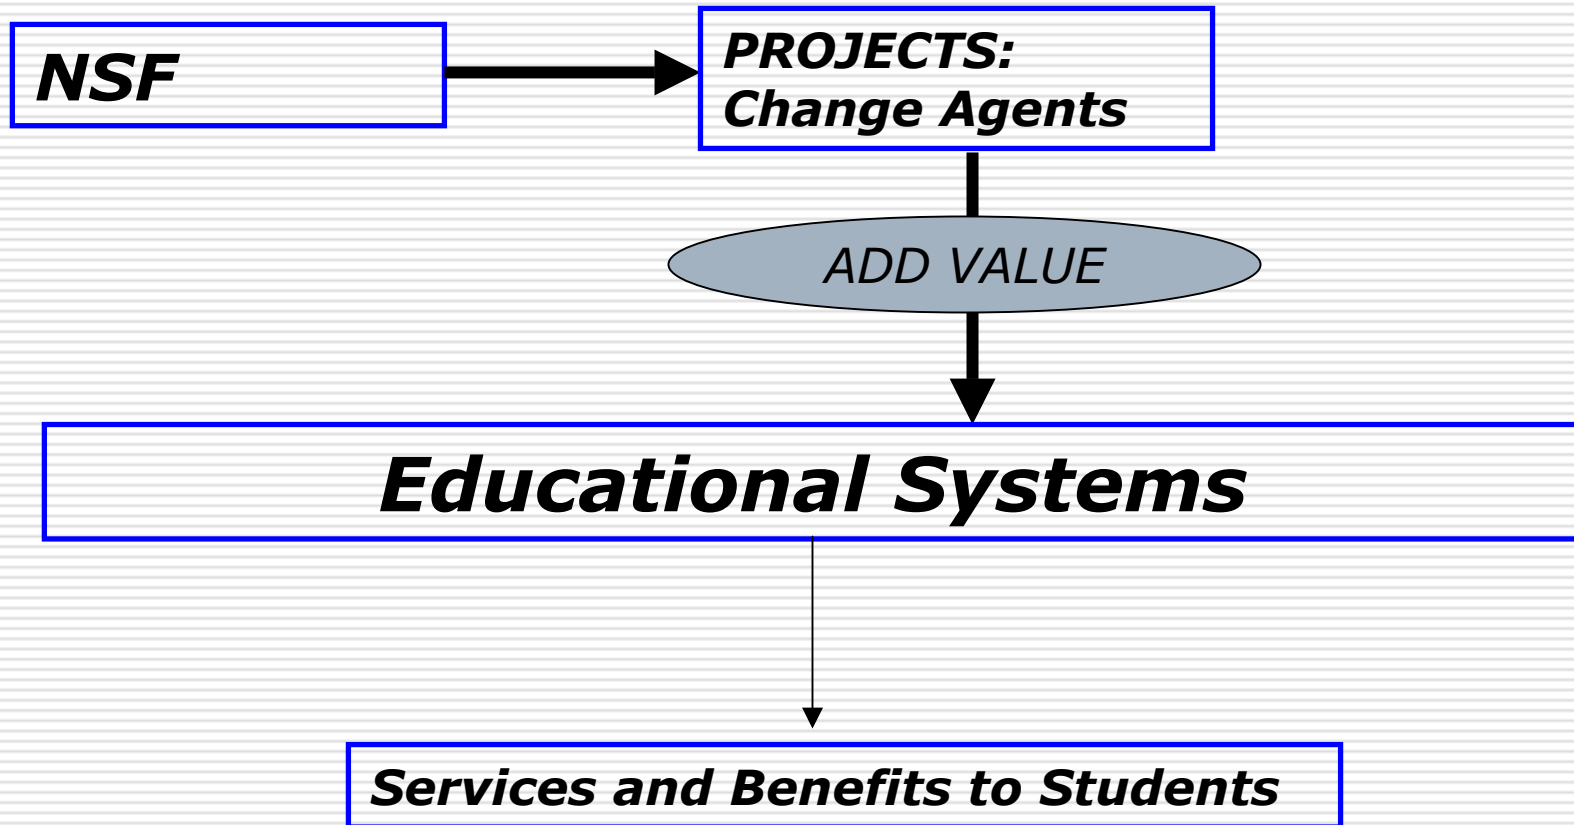 NSF
PROJECTS:
Change Agents
ADD VALUE
Educational Systems
Services and Benefits to Students